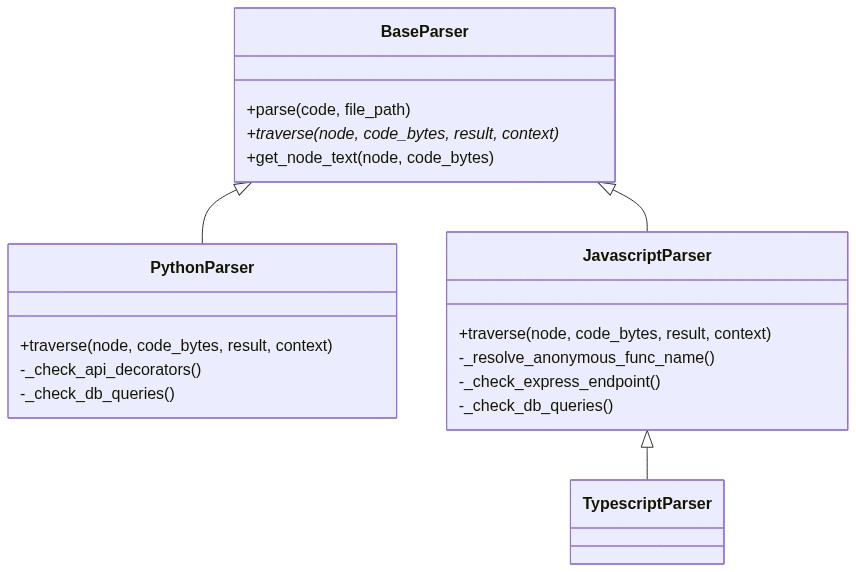 BaseParser
+parse(code, file_path)
+traverse(node, code_bytes, result, context)
+get_node_text(node, code_bytes)
PythonParser
+traverse(node, code_bytes, result, context)
-_check_api_decorators()
-_check_db_queries()
JavascriptParser
+traverse(node, code_bytes, result, context)
-_resolve_anonymous_func_name()
-_check_express_endpoint()
-_check_db_queries()
TypescriptParser